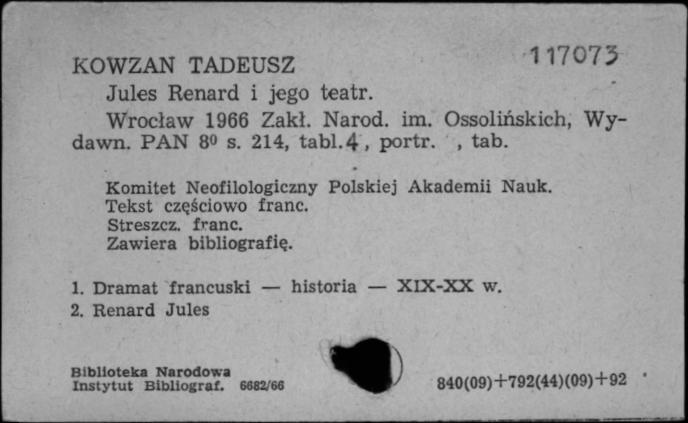 117073
KOWZAN TADEUSZ
Jules Renard i jego teatr.
Wrocław 1966 Zakł. Narod. im. Ossolińskich, Wy-
dawn. PAN 8⁰ s. 214, tabl. 4, portr. , tab.
Komitet Neofilologiczny Polskiej Akademii Nauk.
Tekst częściowo franc.
Streszcz. franc.
Zawiera bibliografię.
1. Dramat francuski — historia — XIX-XX w.
2. Renard Jules
Biblioteka Narodowa
Instytut Bibliograf. 6682/66
840(09)+792(44)(09)+92